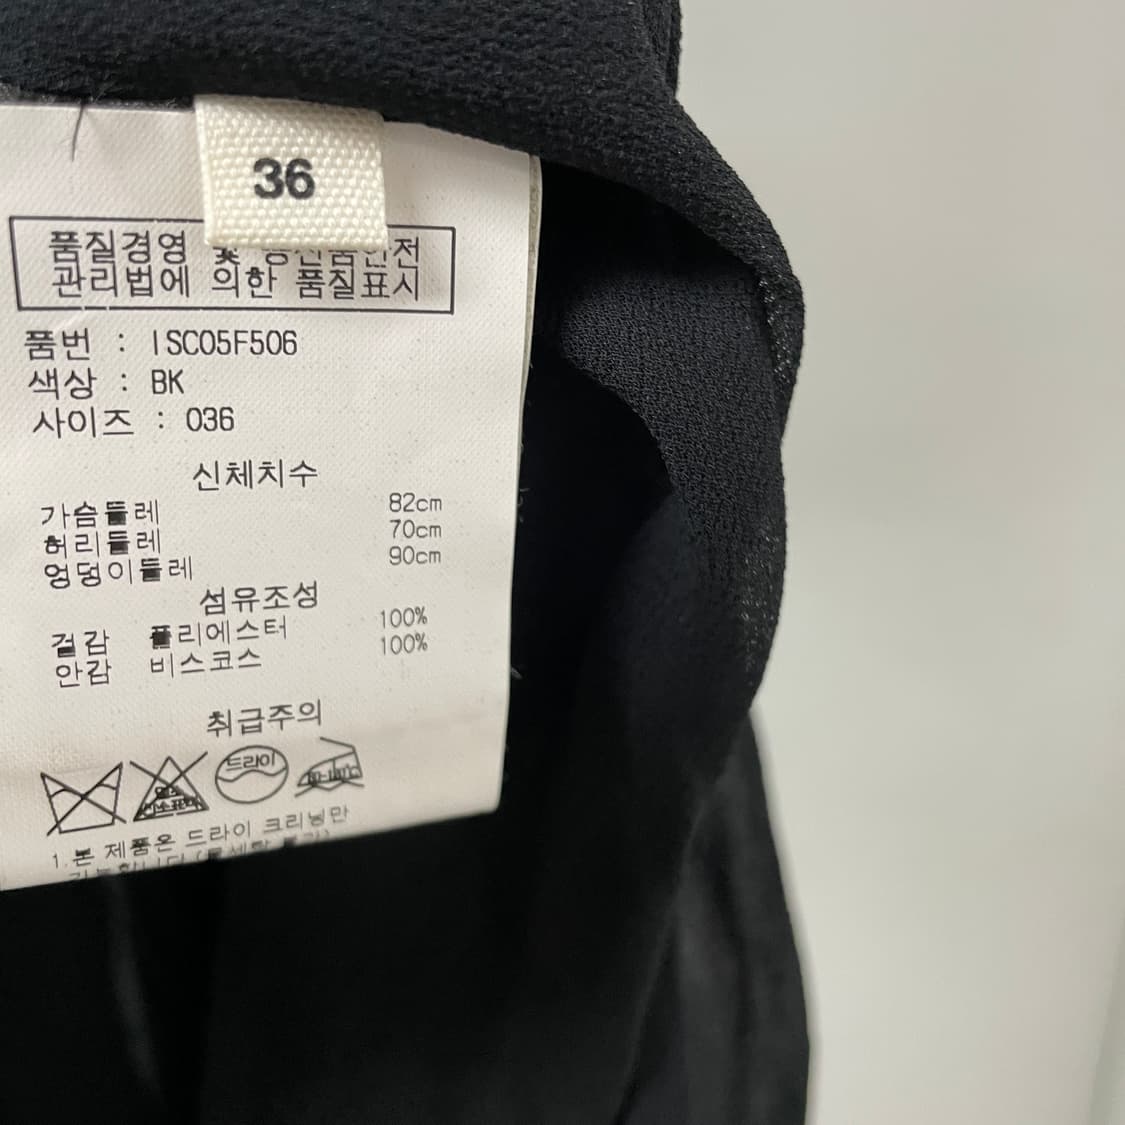 36
품질경영 및 공산품안전
관리법에 의한 품질표시
품번 : ISC05F506
색상 : BK
사이즈 : 036
신체치수
가슴둘레 82cm
허리둘레 70cm
엉덩이둘레 90cm
섬유조성
겉감 폴리에스터 100%
안감 비스코스 100%
취급주의
드라이
1.본 제품은 드라이 크리닝만